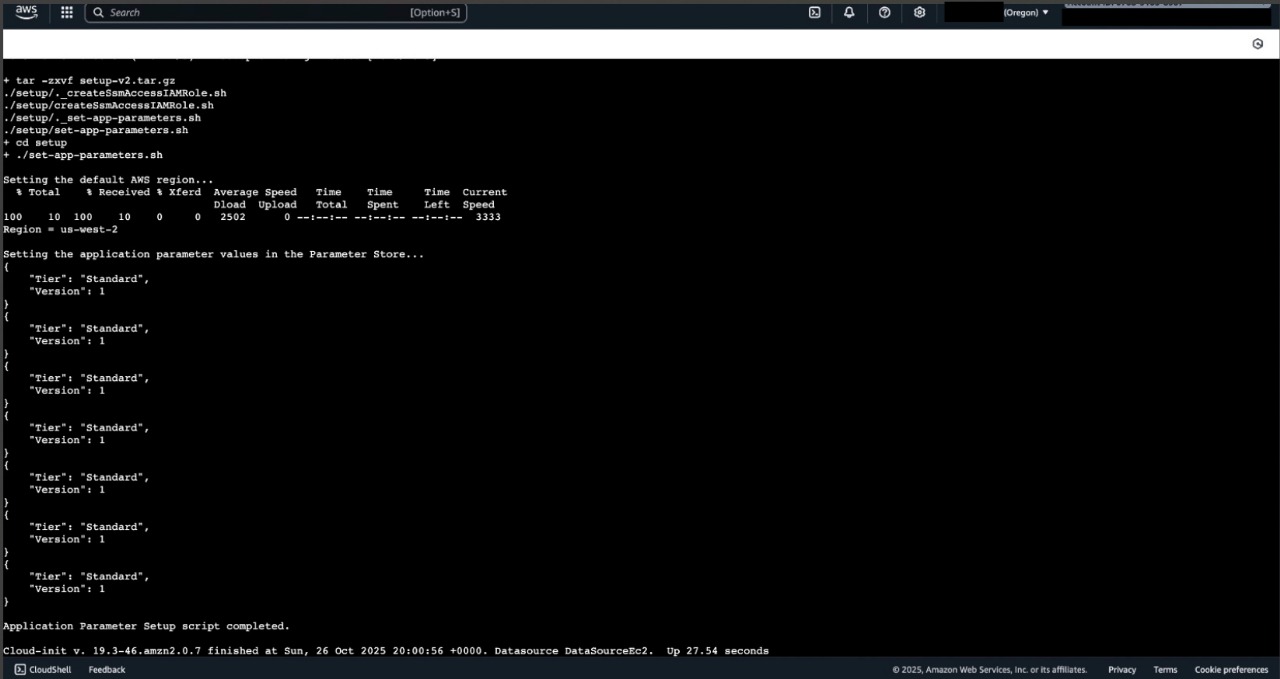 aws
Search [Option+S]
(Oregon)
+ tar -zxvf setup-v2.tar.gz
./setup/._createSsmAccessIAMRole.sh
./setup/createSsmAccessIAMRole.sh
./setup/._set-app-parameters.sh
./setup/set-app-parameters.sh
+ cd setup
+ ./set-app-parameters.sh
Setting the default AWS region...
% Total % Received % Xferd Average Speed Time Time Time Current
Dload Upload Total Spent Left Speed
100 10 100 10 0 0 2502 0 --:--:-- --:--:-- --:--:-- 3333
Region = us-west-2
Setting the application parameter values in the Parameter Store...
{
"Tier": "Standard",
"Version": 1
}
{
"Tier": "Standard",
"Version": 1
}
{
"Tier": "Standard",
"Version": 1
}
{
"Tier": "Standard",
"Version": 1
}
{
"Tier": "Standard",
"Version": 1
}
{
"Tier": "Standard",
"Version": 1
}
{
"Tier": "Standard",
"Version": 1
}
Application Parameter Setup script completed.
Cloud-init v. 19.3-46.amzn2.0.7 finished at Sun, 26 Oct 2025 20:00:56 +0000. Datasource DataSourceEc2. Up 27.54 seconds
CloudShell Feedback © 2025, Amazon Web Services, Inc. or its affiliates. Privacy Terms Cookie preferences